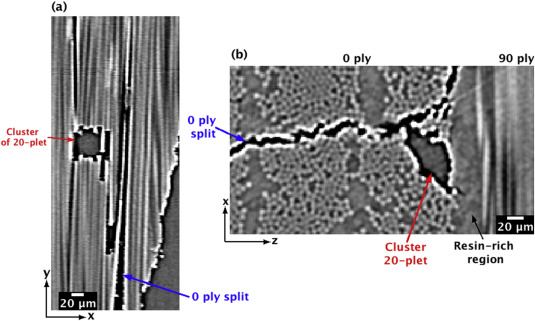 (a)
Cluster
of 20-plet
y
x
20 µm
0 ply split
(b)
0 ply
90 ply
0 ply
split
x
z
Cluster
20-plet
Resin-rich
region
20 µm